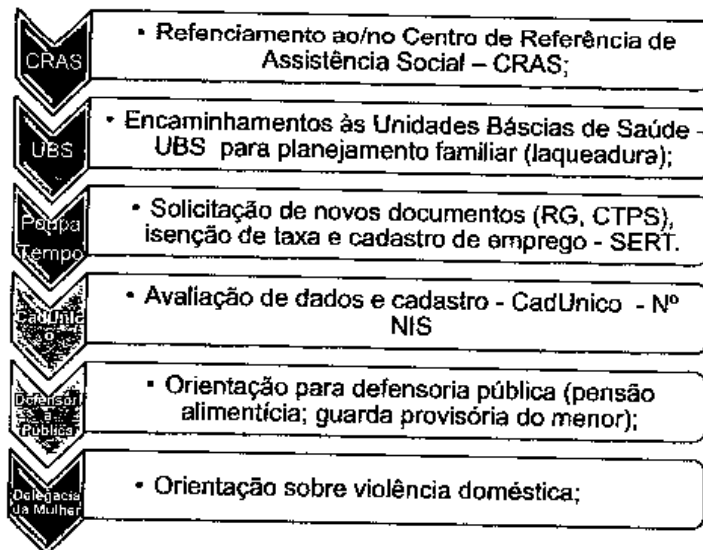 CRAS
• Refenciamento ao/no Centro de Referência de
Assistência Social – CRAS;
UBS
• Encaminhamentos às Unidades Báscias de Saúde -
UBS para planejamento familiar (laqueadura);
Poupa
Tempo
• Solicitação de novos documentos (RG, CTPS),
isenção de taxa e cadastro de emprego - SERT.
CadUnic
o
• Avaliação de dados e cadastro - CadUnico - Nº
NIS
Defensori
a
Pública
• Orientação para defensoria pública (pensão
alimentícia; guarda provisória do menor);
Delegacia
da Mulher
• Orientação sobre violência doméstica;